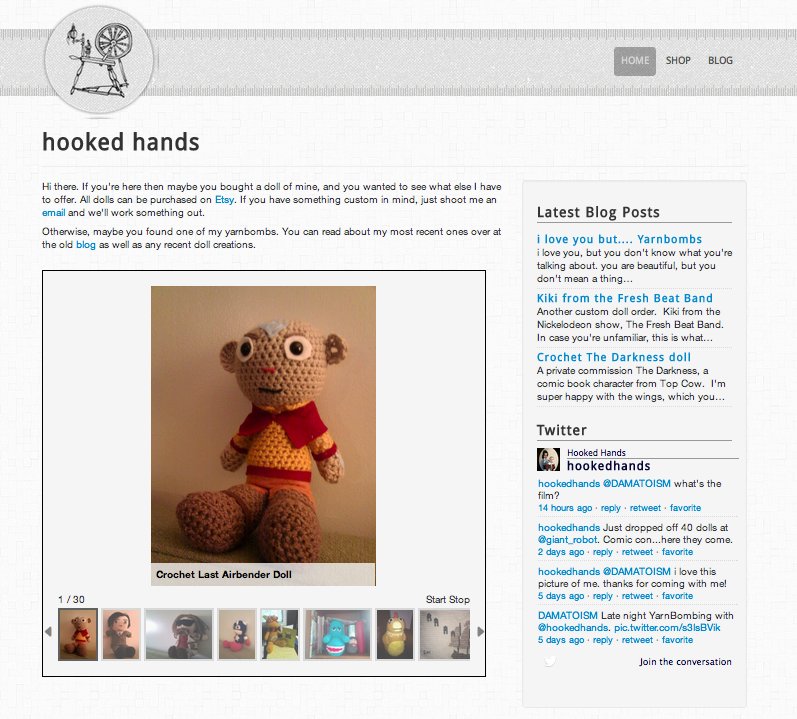 HOME SHOP BLOG
hooked hands
Hi there. If you're here then maybe you bought a doll of mine, and you wanted to see what else I have
to offer. All dolls can be purchased on Etsy. If you have something custom in mind, just shoot me an
email and we'll work something out.
Otherwise, maybe you found one of my yarnbombs. You can read about my most recent ones over at
the old blog as well as any recent doll creations.
Crochet Last Airbender Doll
1 / 30
Start Stop
Latest Blog Posts
i love you but.... Yarnbombs
i love you, but you don't know what you're
talking about. you are beautiful, but you
don't mean a thing...
Kiki from the Fresh Beat Band
Another custom doll order.  Kiki from the
Nickelodeon show, The Fresh Beat Band.
In case you're unfamiliar, this is what...
Crochet The Darkness doll
A private commission The Darkness, a
comic book character from Top Cow.  I'm
super happy with the wings, which you...
Twitter
Hooked Hands
hookedhands
hookedhands @DAMATOISM what's the
film?
14 hours ago · reply · retweet · favorite
hookedhands Just dropped off 40 dolls at
@giant_robot. Comic con...here they come.
2 days ago · reply · retweet · favorite
hookedhands @DAMATOISM i love this
picture of me. thanks for coming with me!
5 days ago · reply · retweet · favorite
DAMATOISM Late night YarnBombing with
@hookedhands. pic.twitter.com/s3lsBVik
5 days ago · reply · retweet · favorite
Join the conversation